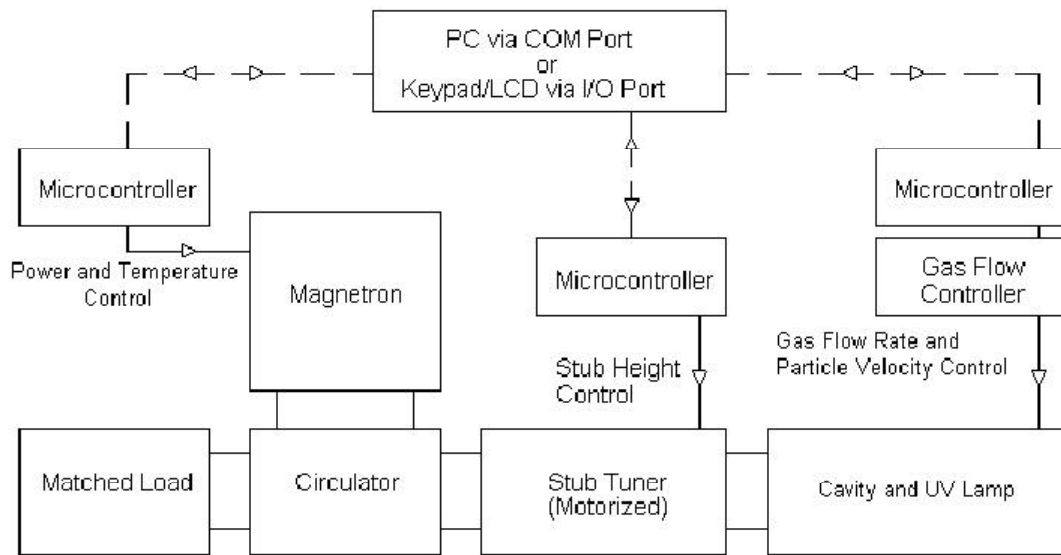 PC via COM Port
or
Keypad/LCD via I/O Port
Microcontroller
Microcontroller
Power and Temperature
Control
Magnetron
Microcontroller
Gas Flow
Controller
Stub Height
Control
Gas Flow Rate and
Particle Velocity Control
Matched Load
Circulator
Stub Tuner
(Motorized)
Cavity and UV Lamp